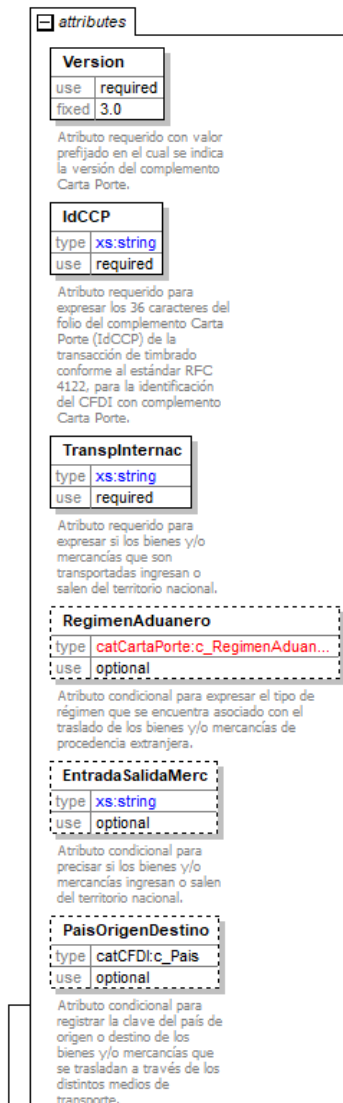 attributes
Version
use required
fixed 3.0
Atributo requerido con valor
prefijado en el cual se indica
la versión del complemento
Carta Porte.
IdCCP
type xs:string
use required
Atributo requerido para
expresar los 36 caracteres del
folio del complemento Carta
Porte (IdCCP) de la
transacción de timbrado
conforme al estándar RFC
4122, para la identificación
del CFDI con complemento
Carta Porte.
TranspInternac
type xs:string
use required
Atributo requerido para
expresar si los bienes y/o
mercancías que son
transportadas ingresan o
salen del territorio nacional.
RegimenAduanero
type catCartaPorte:c_RegimenAduan...
use optional
Atributo condicional para expresar el tipo de
régimen que se encuentra asociado con el
traslado de los bienes y/o mercancías de
procedencia extranjera.
EntradaSalidaMerc
type xs:string
use optional
Atributo condicional para
precisar si los bienes y/o
mercancías ingresan o salen
del territorio nacional.
PaisOrigenDestino
type catCFDI:c_Pais
use optional
Atributo condicional para
registrar la clave del país de
origen o destino de los
bienes y/o mercancías que
se trasladan a través de los
distintos medios de
transporte.